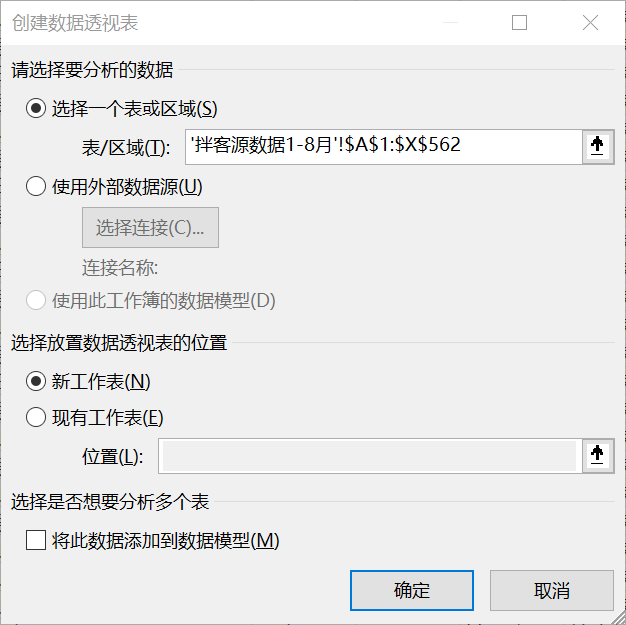 创建数据透视表
请选择要分析的数据
选择一个表或区域(S)
表/区域(T): '拌客源数据1-8月'!$A$1:$X$562
使用外部数据源(U)
选择连接(C)...
连接名称:
使用此工作簿的数据模型(D)
选择放置数据透视表的位置
新工作表(N)
现有工作表(E)
位置(L):
选择是否想要分析多个表
将此数据添加到数据模型(M)
确定 取消